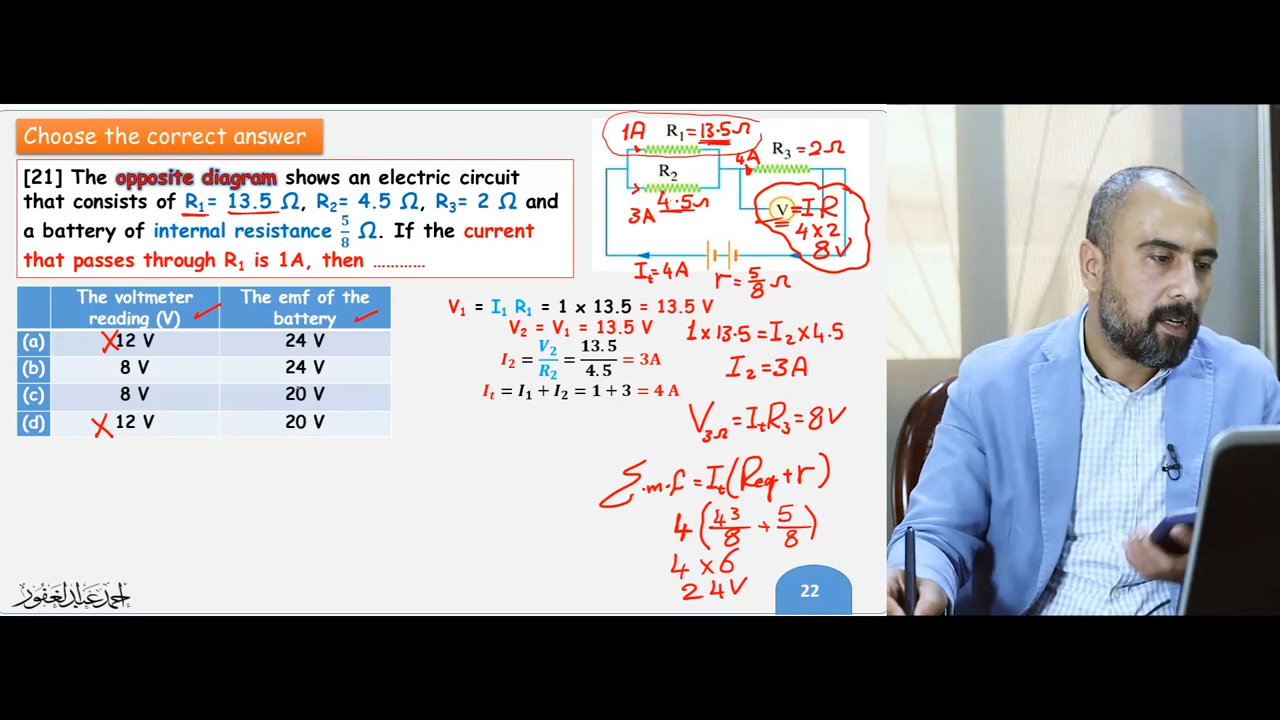 Choose the correct answer
[21] The opposite diagram shows an electric circuit
that consists of R₁= 13.5 Ω, R₂= 4.5 Ω, R₃= 2 Ω and
a battery of internal resistance 5/8 Ω. If the current
that passes through R₁ is 1A, then ............
The voltmeter reading (V) The emf of the battery
(a) 12 V 24 V
(b) 8 V 24 V
(c) 8 V 20 V
(d) 12 V 20 V
1A R₁=13.5Ω
R₂
4.5Ω
3A
4A
R₃=2Ω
V=IR
4×2
8V
It=4A
r=5/8 Ω
V₁ = I₁ R₁ = 1 × 13.5 = 13.5 V
V₂ = V₁ = 13.5 V
I₂ = V₂/R₂ = 13.5/4.5 = 3A
It = I₁ + I₂ = 1 + 3 = 4 A
1×13.5=I₂×4.5
I₂=3A
V3Ω=ItR₃=8V
E.m.f=It(Req+r)
4(43/8+5/8)
4×6
24V
احمد عبد الغفور
22